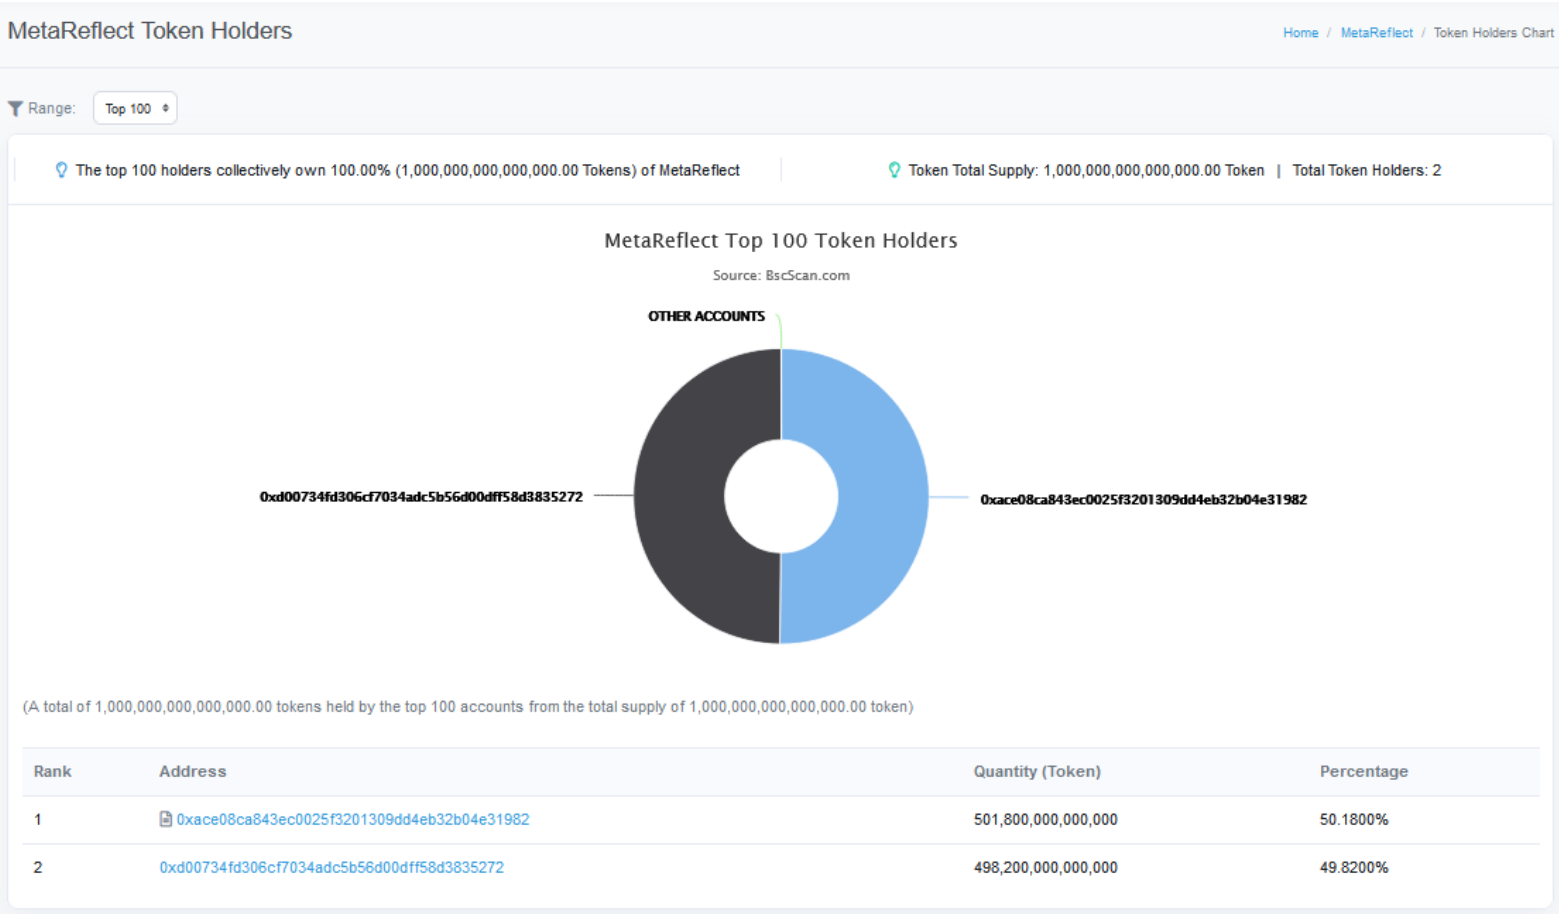 MetaReflect Token Holders
Home / MetaReflect / Token Holders Chart
Range: Top 100
The top 100 holders collectively own 100.00% (1,000,000,000,000,000.00 Tokens) of MetaReflect
Token Total Supply: 1,000,000,000,000,000.00 Token | Total Token Holders: 2
MetaReflect Top 100 Token Holders
Source: BscScan.com
OTHER ACCOUNTS
0xd00734fd306cf7034adc5b56d00dff58d3835272
0xace08ca843ec0025f3201309dd4eb32b04e31982
(A total of 1,000,000,000,000,000.00 tokens held by the top 100 accounts from the total supply of 1,000,000,000,000,000.00 token)
Rank Address Quantity (Token) Percentage
1 0xace08ca843ec0025f3201309dd4eb32b04e31982 501,800,000,000,000 50.1800%
2 0xd00734fd306cf7034adc5b56d00dff58d3835272 498,200,000,000,000 49.8200%